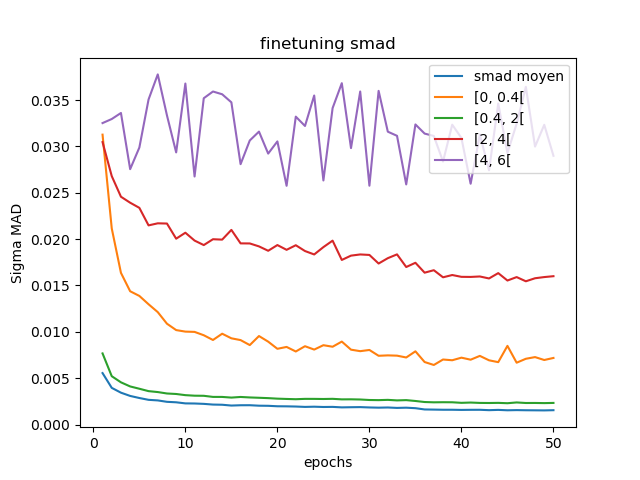 finetuning smad
smad moyen
[0, 0.4[
[0.4, 2[
[2, 4[
[4, 6[
Sigma MAD
0.035
0.030
0.025
0.020
0.015
0.010
0.005
0.000
0 10 20 30 40 50
epochs